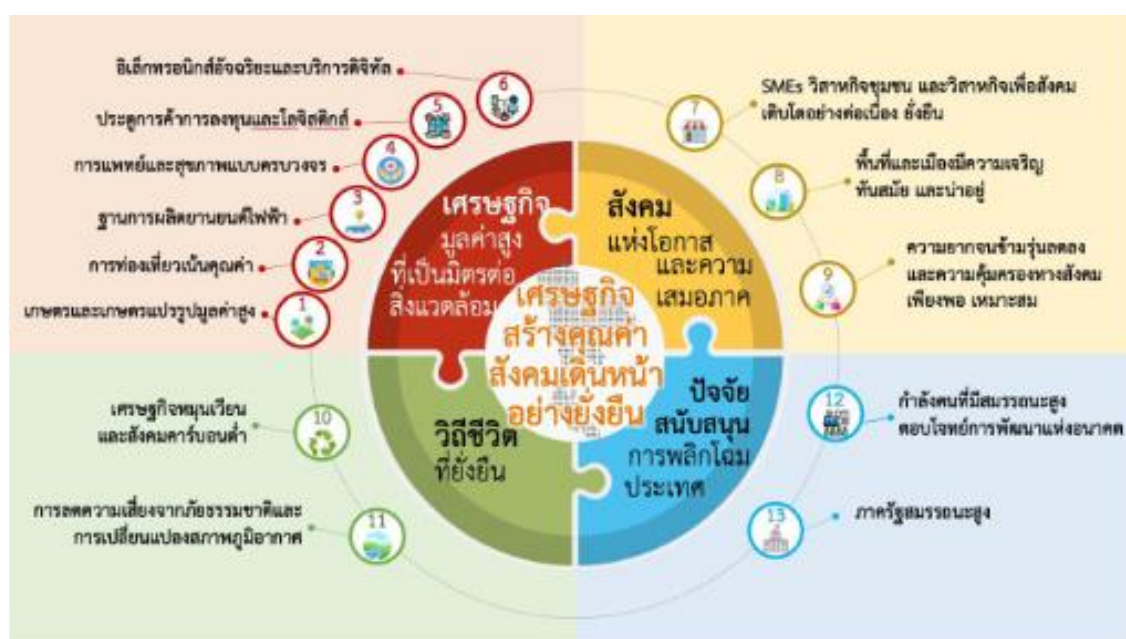 อิเล็กทรอนิกส์อัจฉริยะและบริการดิจิทัล
6
ประตูการค้าการลงทุนและโลจิสติกส์
5
การแพทย์และสุขภาพแบบครบวงจร
4
ฐานการผลิตยานยนต์ไฟฟ้า
3
การท่องเที่ยวเน้นคุณค่า
2
เกษตรและเกษตรแปรรูปมูลค่าสูง
1
เศรษฐกิจ
มูลค่าสูง
ที่เป็นมิตรต่อ
สิ่งแวดล้อม
สังคม
แห่งโอกาส
และความ
เสมอภาค
7
SMEs วิสาหกิจชุมชน และวิสาหกิจเพื่อสังคม
เติบโตอย่างต่อเนื่อง ยั่งยืน
8
พื้นที่และเมืองมีความเจริญ
ทันสมัย และน่าอยู่
9
ความยากจนข้ามรุ่นลดลง
และความคุ้มครองทางสังคม
เพียงพอ เหมาะสม
เศรษฐกิจ
สร้างคุณค่า
สังคมเดินหน้า
อย่างยั่งยืน
เศรษฐกิจหมุนเวียน
และสังคมคาร์บอนต่ำ
10
การลดความเสี่ยงจากภัยธรรมชาติและ
การเปลี่ยนแปลงสภาพภูมิอากาศ
11
วิถีชีวิต
ที่ยั่งยืน
ปัจจัย
สนับสนุน
การพลิกโฉม
ประเทศ
12
กำลังคนที่มีสมรรถนะสูง
ตอบโจทย์การพัฒนาแห่งอนาคต
13
ภาครัฐสมรรถนะสูง